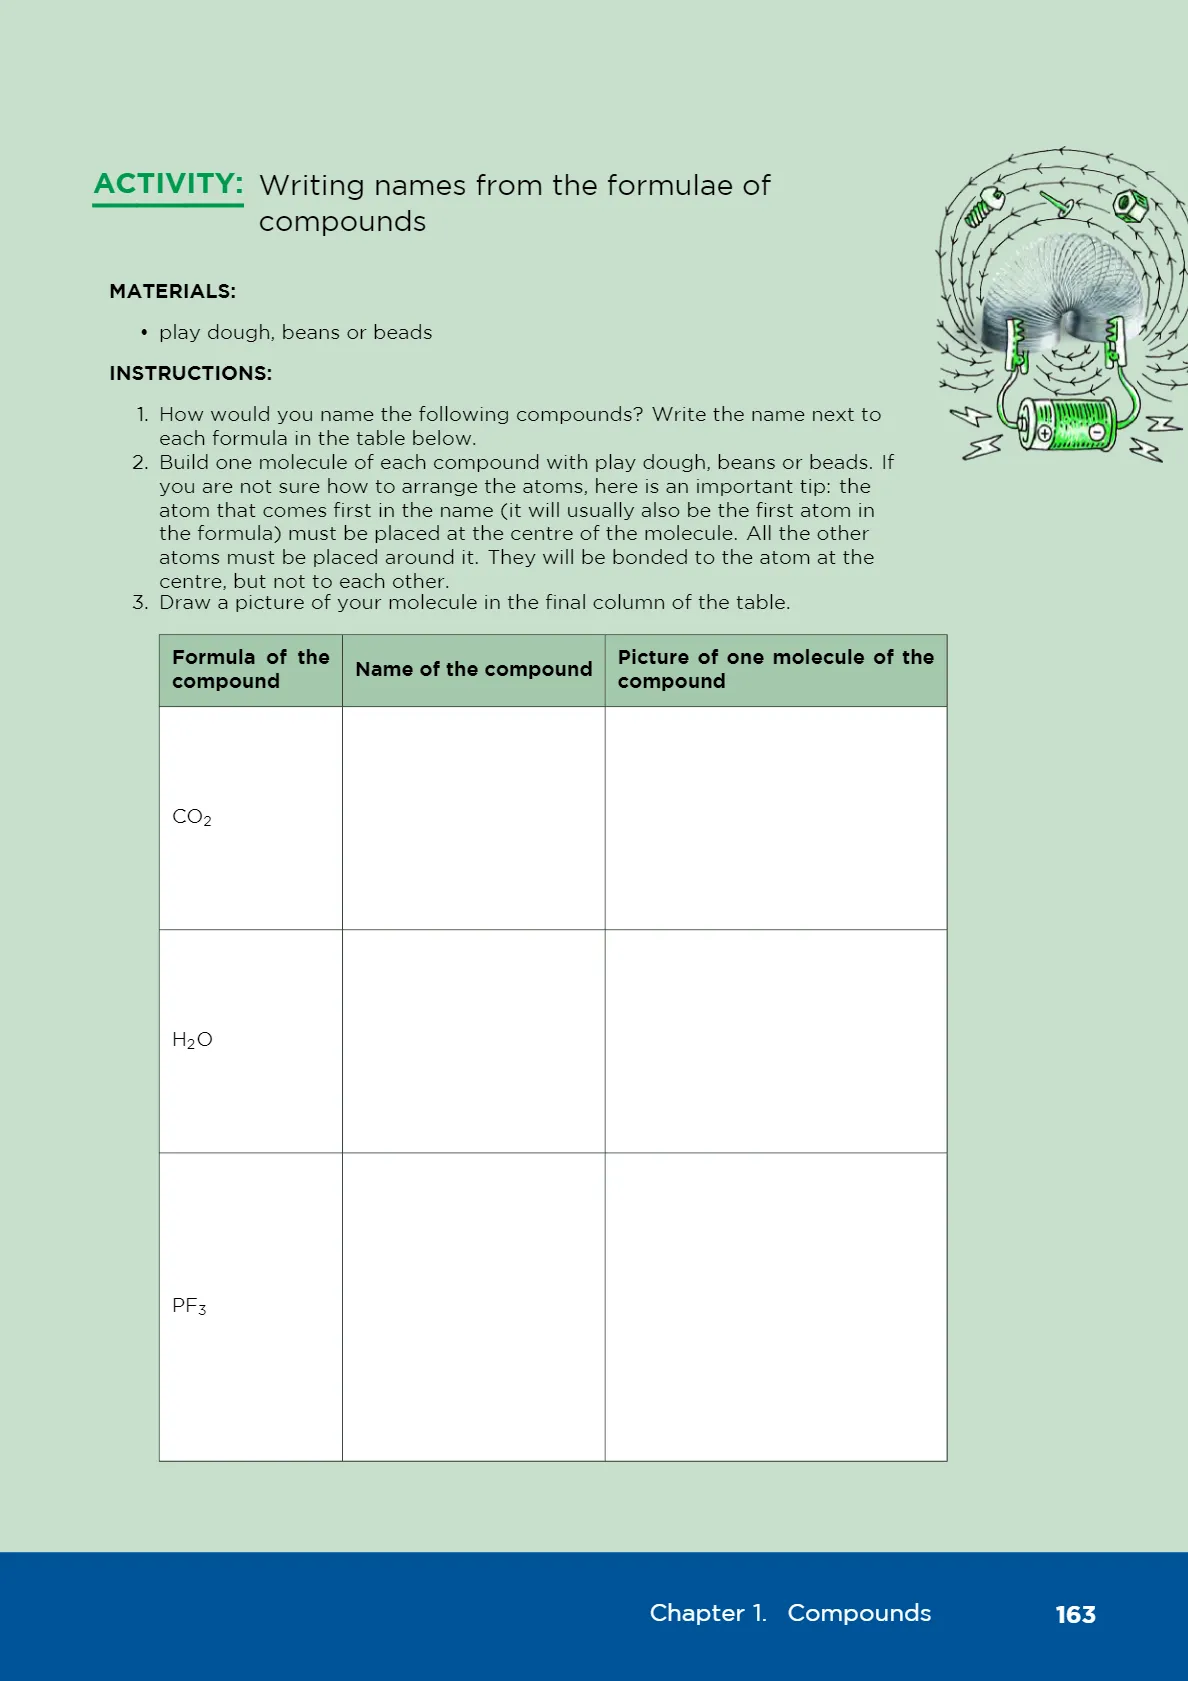 ACTIVITY: Writing names from the formulae of
compounds
MATERIALS:
• play dough, beans or beads
INSTRUCTIONS:
1. How would you name the following compounds? Write the name next to
each formula in the table below.
2. Build one molecule of each compound with play dough, beans or beads. If
you are not sure how to arrange the atoms, here is an important tip: the
atom that comes first in the name (it will usually also be the first atom in
the formula) must be placed at the centre of the molecule. All the other
atoms must be placed around it. They will be bonded to the atom at the
centre, but not to each other.
3. Draw a picture of your molecule in the final column of the table.
Formula of the
compound
Name of the compound
Picture of one molecule of the
compound
CO₂
H₂O
PF₃
Chapter 1. Compounds 163